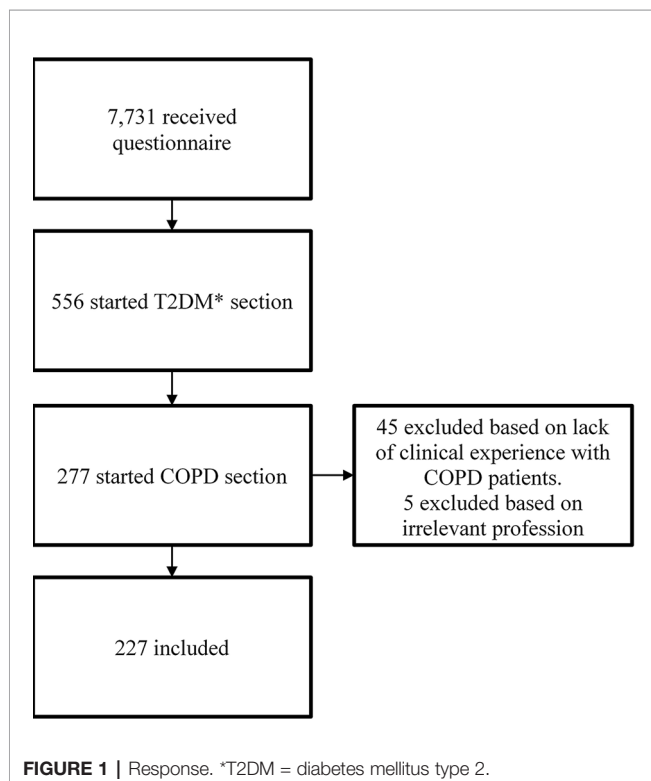 7,731 received
questionnaire
556 started T2DM* section
277 started COPD section
45 excluded based on lack
of clinical experience with
COPD patients.
5 excluded based on
irrelevant profession
227 included
FIGURE 1 | Response. *T2DM = diabetes mellitus type 2.